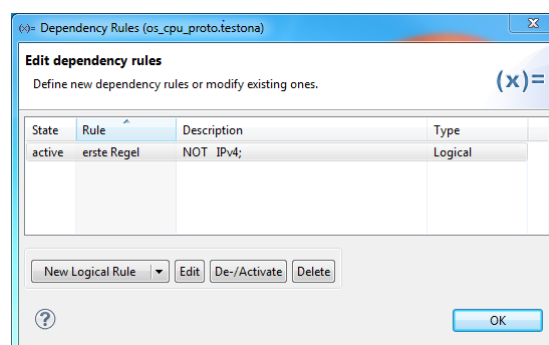 (x)= Dependency Rules (os_cpu_proto.testona)
x
Edit dependency rules
Define new dependency rules or modify existing ones.
(x)=
State Rule Description Type
active erste Regel NOT IPv4; Logical
New Logical Rule Edit De-/Activate Delete
?
OK